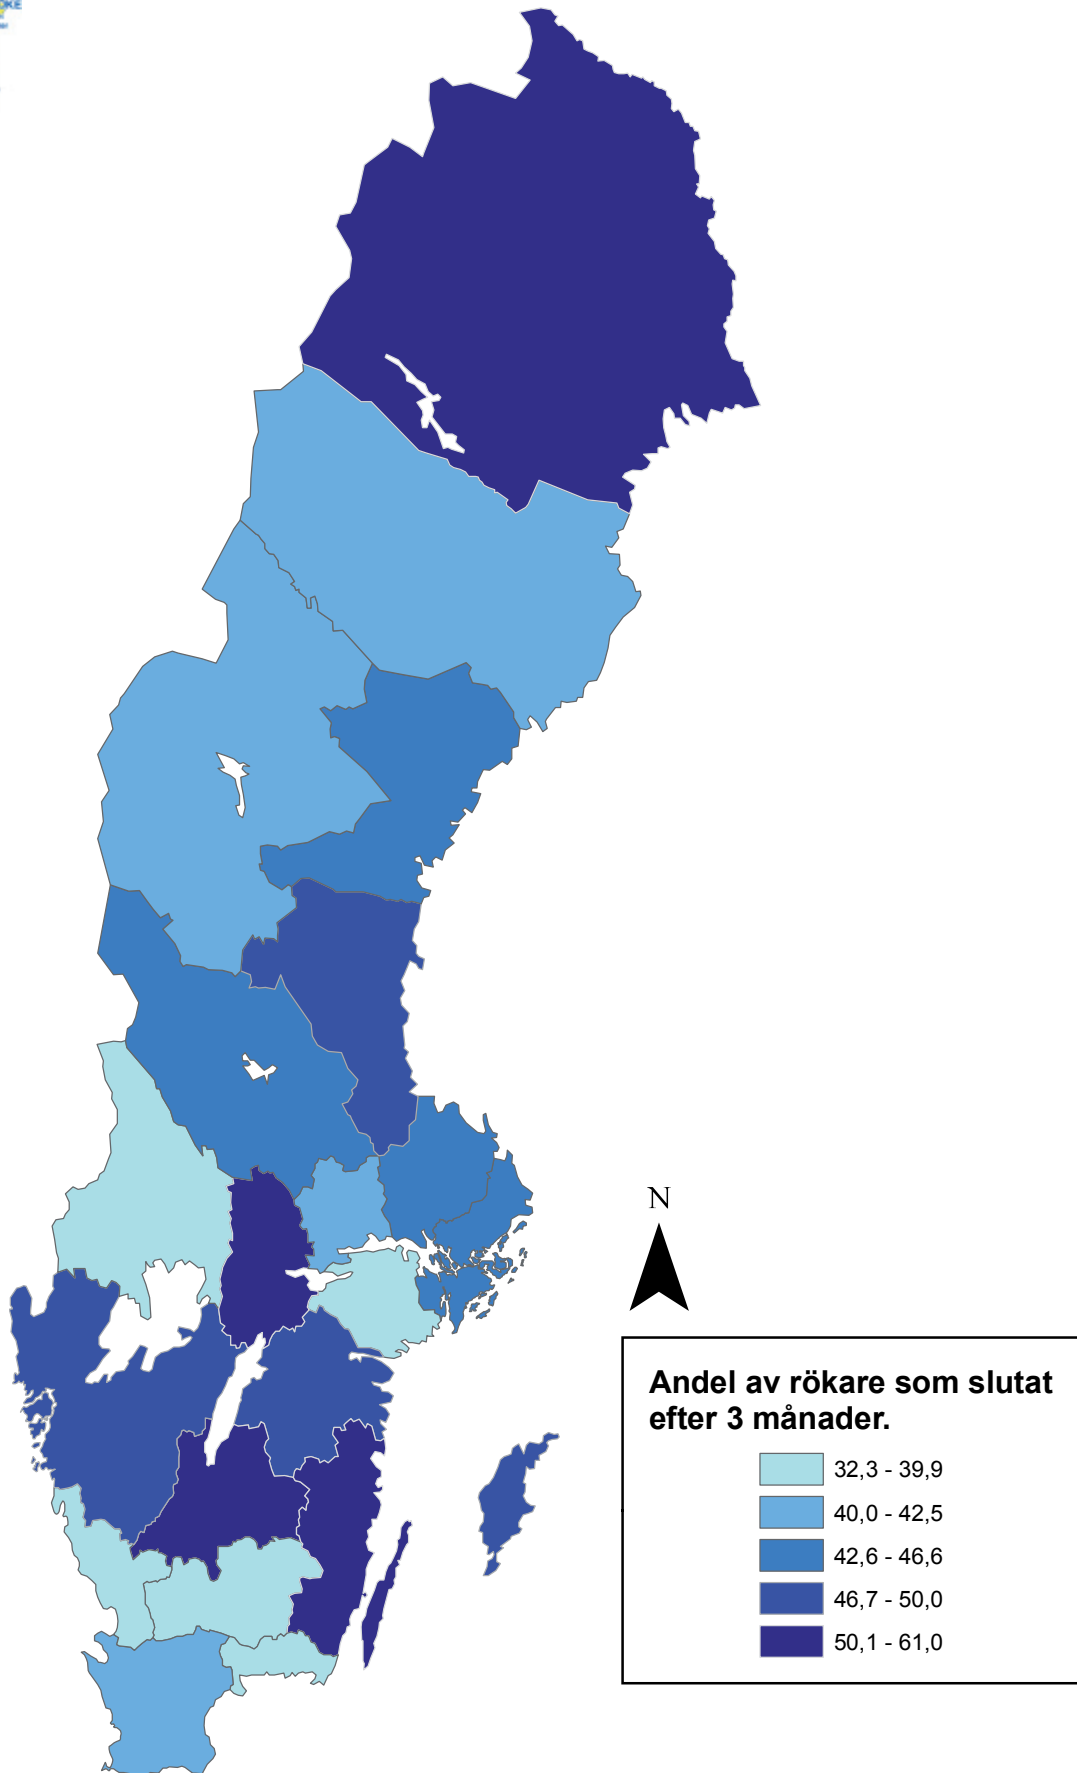 N
Andel av rökare som slutat
efter 3 månader.
32,3 - 39,9
40,0 - 42,5
42,6 - 46,6
46,7 - 50,0
50,1 - 61,0